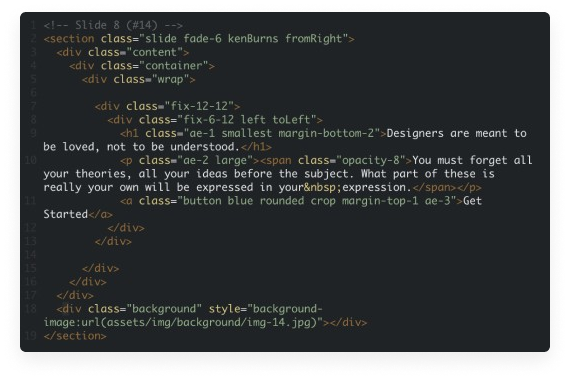 1 <!-- Slide 8 (#14) -->
2 <section class="slide fade-6 kenBurns fromRight">
3 <div class="content">
4 <div class="container">
5 <div class="wrap">
6
7 <div class="fix-12-12">
8 <div class="fix-6-12 left toLeft">
9 <h1 class="ae-1 smallest margin-bottom-2">Designers are meant to
be loved, not to be understood.</h1>
10 <p class="ae-2 large"><span class="opacity-8">You must forget all
your theories, all your ideas before the subject. What part of these is
really your own will be expressed in your&nbsp;expression.</span></p>
11 <a class="button blue rounded crop margin-top-1 ae-3">Get
Started</a>
12 </div>
13 </div>
14
15 </div>
16 </div>
17 </div>
18 <div class="background" style="background-
image:url(assets/img/background/img-14.jpg)"></div>
19 </section>